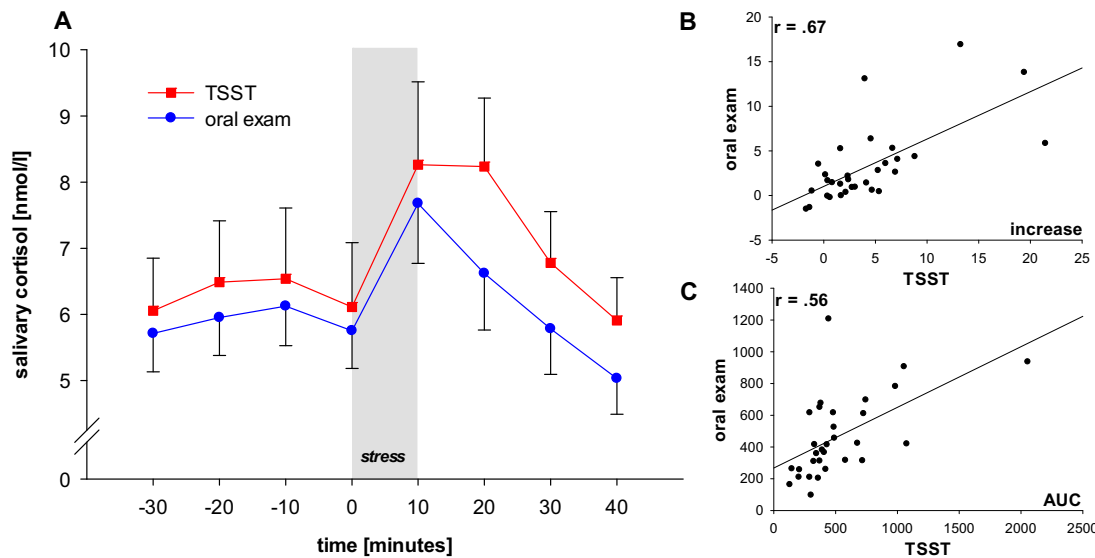 A
10
9
8
7
6
5
0
salivary cortisol [nmol/l]
TSST
oral exam
stress
-30 -20 -10 0 10 20 30 40
time [minutes]
B
r = .67
20
15
10
5
0
-5
oral exam
increase
-5 0 5 10 15 20 25
TSST
C
r = .56
1400
1200
1000
800
600
400
200
0
oral exam
AUC
0 500 1000 1500 2000 2500
TSST